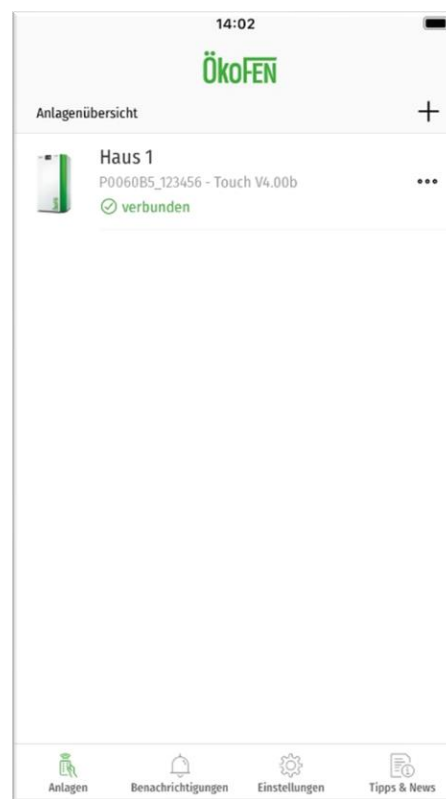 14:02
ÖkoFEN
Anlagenübersicht
Haus 1
P0060B5_123456 - Touch V4.00b
verbunden
Anlagen Benachrichtigungen Einstellungen Tipps & News